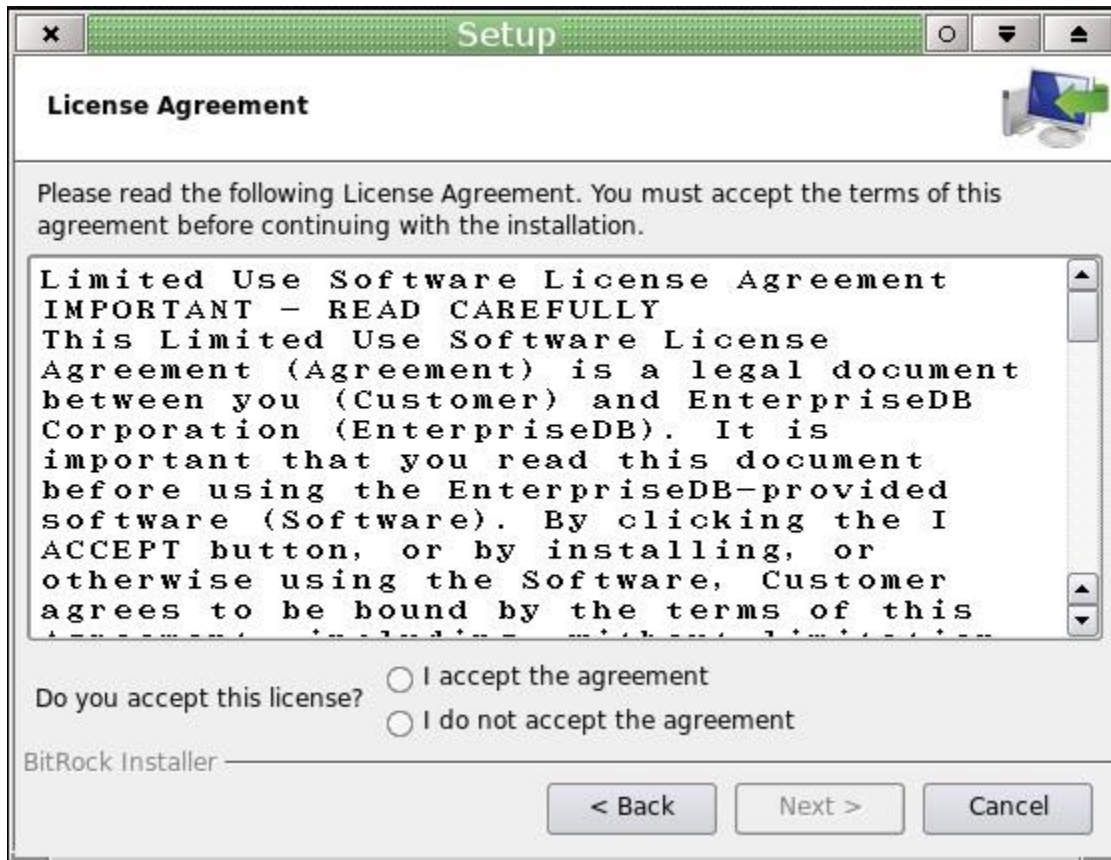 Setup
License Agreement
Please read the following License Agreement. You must accept the terms of this
agreement before continuing with the installation.
Limited Use Software License Agreement
IMPORTANT – READ CAREFULLY
This Limited Use Software License
Agreement (Agreement) is a legal document
between you (Customer) and EnterpriseDB
Corporation (EnterpriseDB). It is
important that you read this document
before using the EnterpriseDB–provided
software (Software). By clicking the I
ACCEPT button, or by installing, or
otherwise using the Software, Customer
agrees to be bound by the terms of this
Do you accept this license?
I accept the agreement
I do not accept the agreement
BitRock Installer
< Back
Next >
Cancel